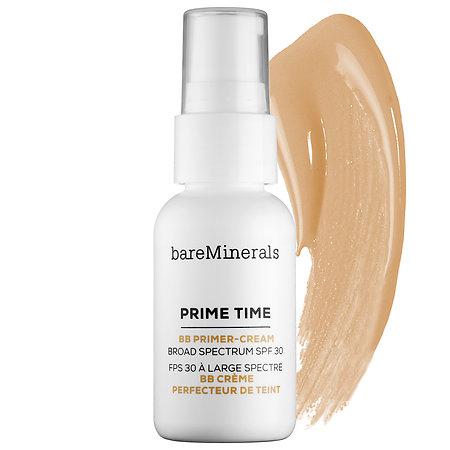 bareMinerals
PRIME TIME
BB PRIMER-CREAM
BROAD SPECTRUM SPF 30
FPS 30 À LARGE SPECTRE
BB CRÈME
PERFECTEUR DE TEINT